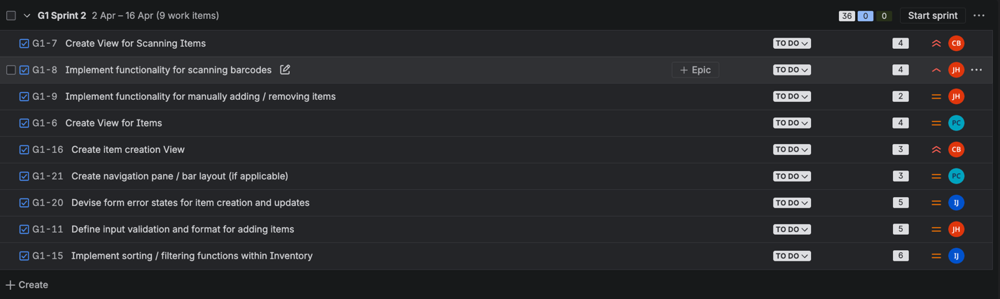 G1 Sprint 2 2 Apr – 16 Apr (9 work items) 36 0 0 Start sprint
G1-7 Create View for Scanning Items TO DO 4 CB
G1-8 Implement functionality for scanning barcodes + Epic TO DO 4 JH
G1-9 Implement functionality for manually adding / removing items TO DO 2 JH
G1-6 Create View for Items TO DO 4 PC
G1-16 Create item creation View TO DO 3 CB
G1-21 Create navigation pane / bar layout (if applicable) TO DO 3 PC
G1-20 Devise form error states for item creation and updates TO DO 5 IJ
G1-11 Define input validation and format for adding items TO DO 5 JH
G1-15 Implement sorting / filtering functions within Inventory TO DO 6 IJ
+ Create